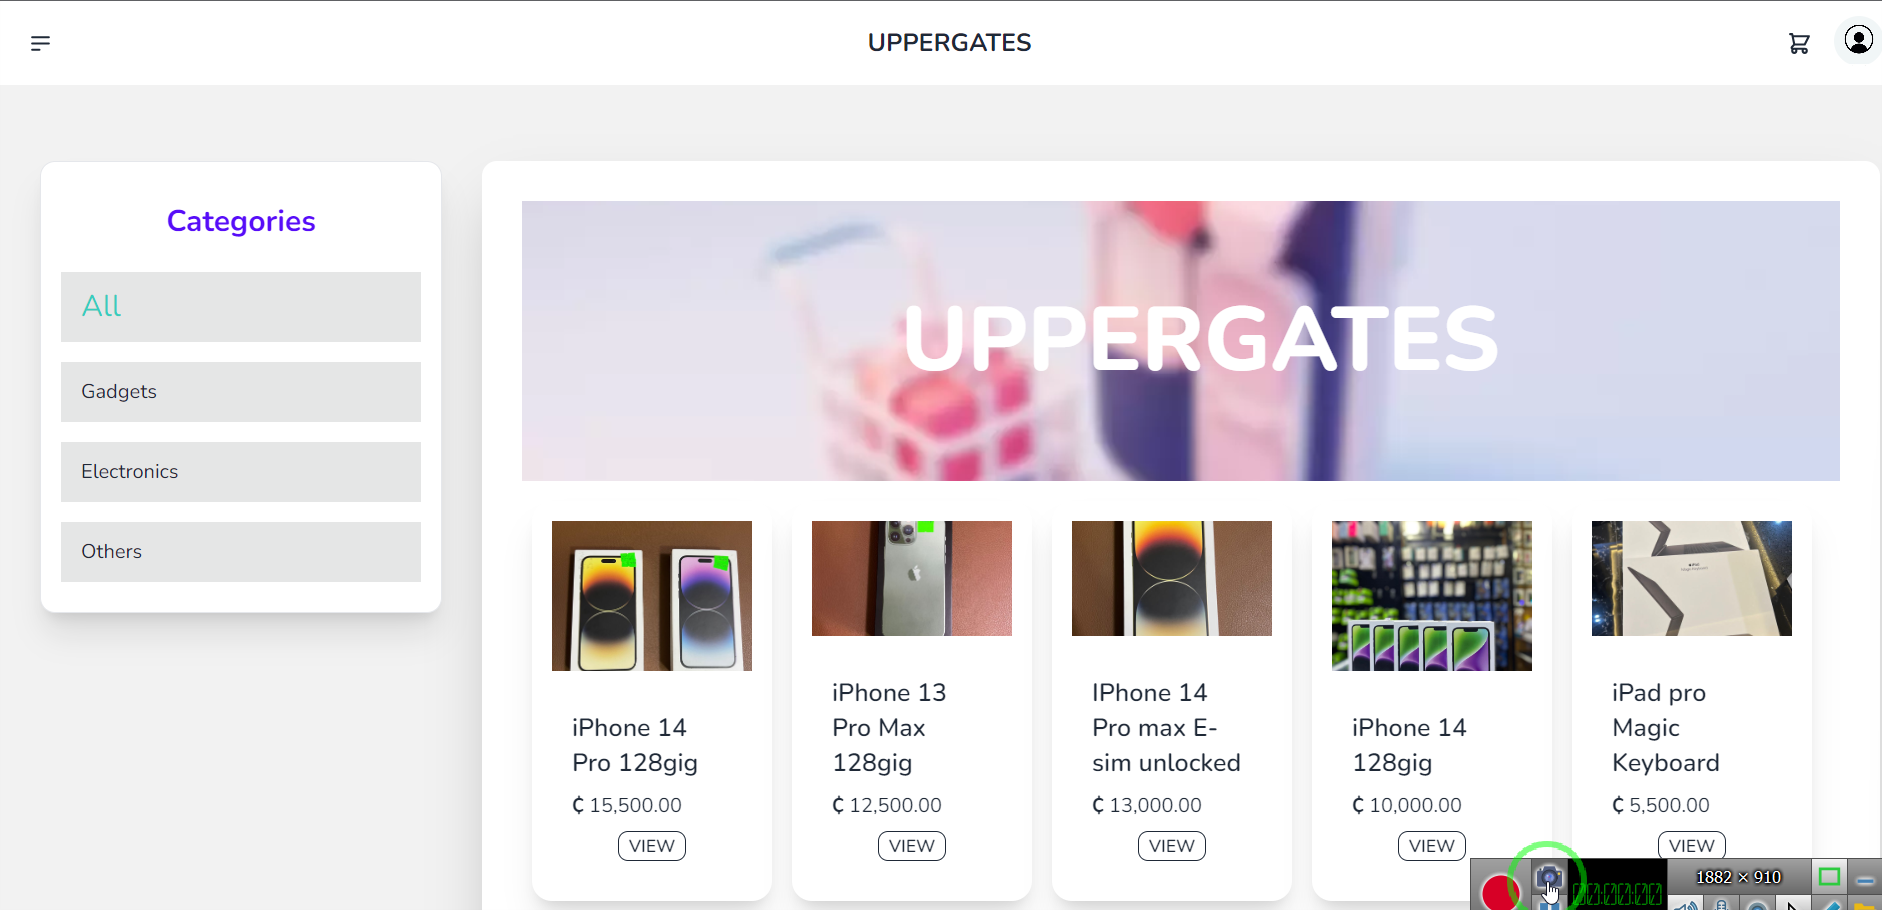 UPPERGATES
Categories
All
Gadgets
Electronics
Others
UPPERGATES
iPhone 14
Pro 128gig
₵ 15,500.00
VIEW
iPhone 13
Pro Max
128gig
₵ 12,500.00
VIEW
IPhone 14
Pro max E-
sim unlocked
₵ 13,000.00
VIEW
iPhone 14
128gig
₵ 10,000.00
VIEW
iPad pro
Magic
Keyboard
₵ 5,500.00
VIEW
1882 × 910
00:00:00